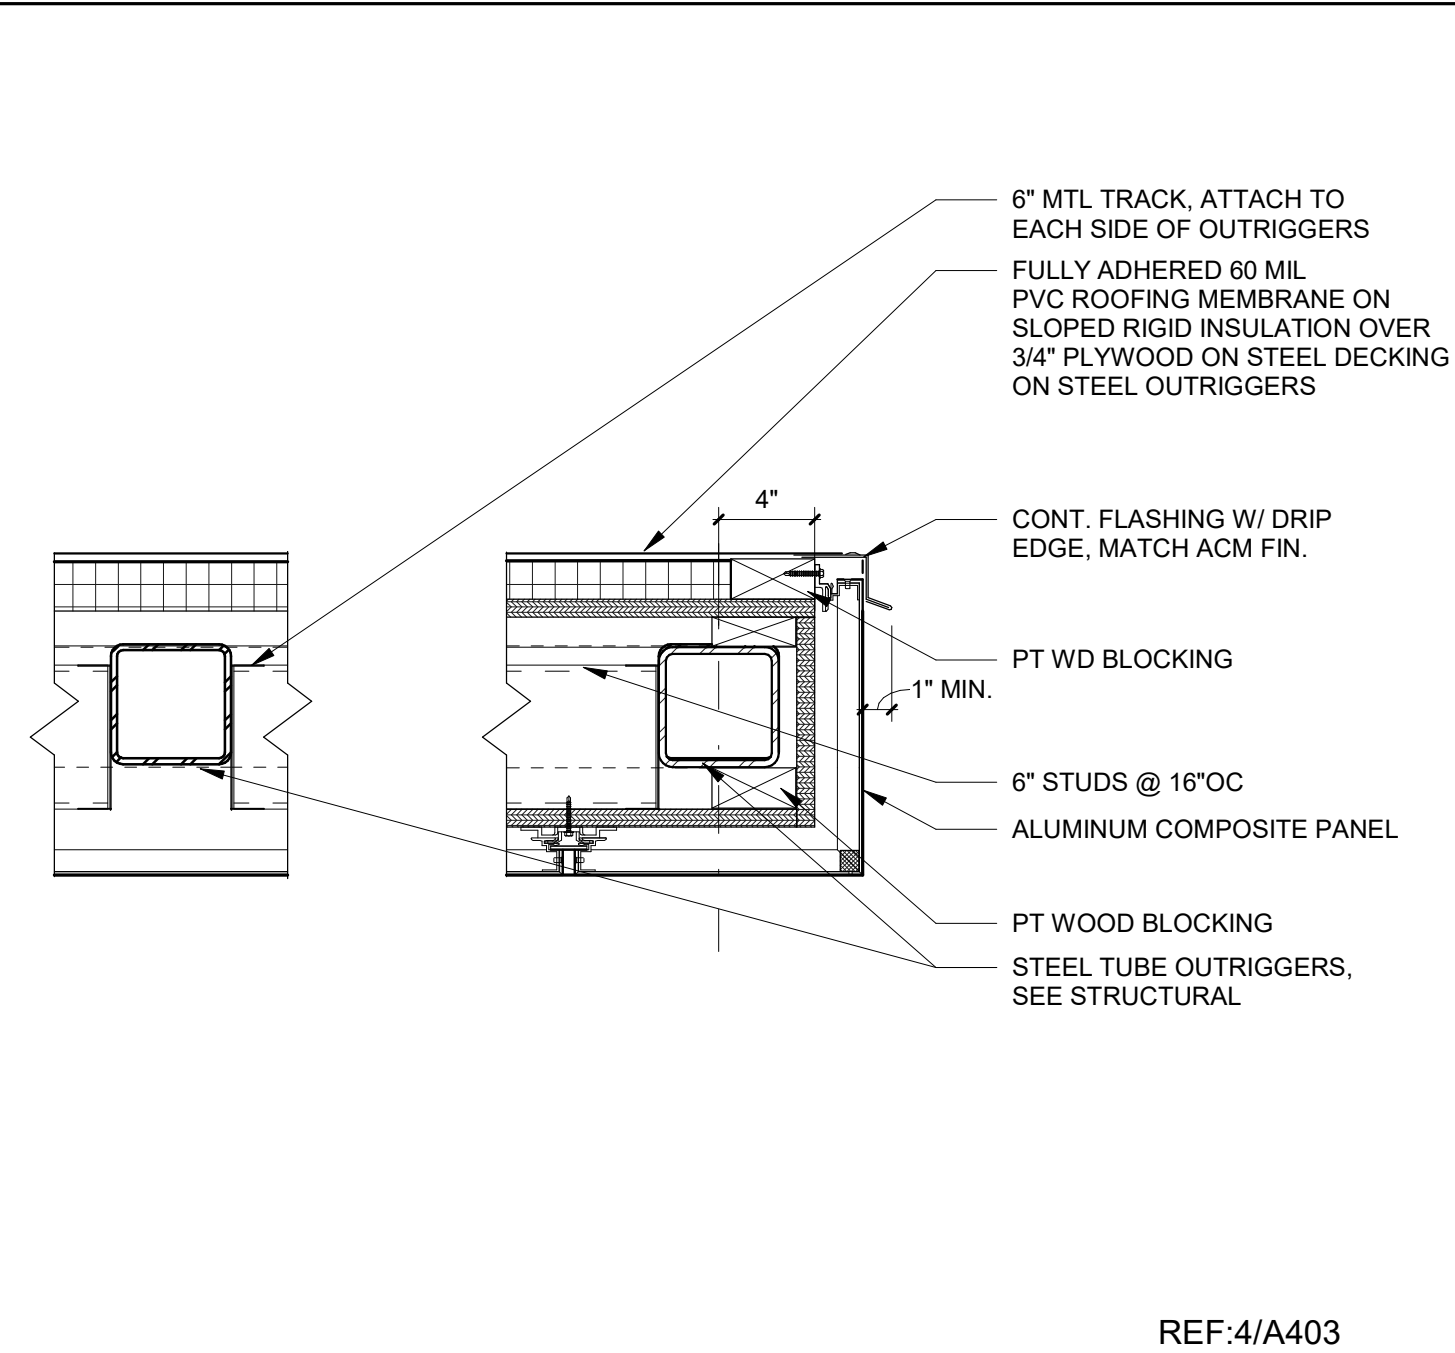 6" MTL TRACK, ATTACH TO
EACH SIDE OF OUTRIGGERS
FULLY ADHERED 60 MIL
PVC ROOFING MEMBRANE ON
SLOPED RIGID INSULATION OVER
3/4" PLYWOOD ON STEEL DECKING
ON STEEL OUTRIGGERS
4"
CONT. FLASHING W/ DRIP
EDGE, MATCH ACM FIN.
PT WD BLOCKING
1" MIN.
6" STUDS @ 16"OC
ALUMINUM COMPOSITE PANEL
PT WOOD BLOCKING
STEEL TUBE OUTRIGGERS,
SEE STRUCTURAL
REF:4/A403